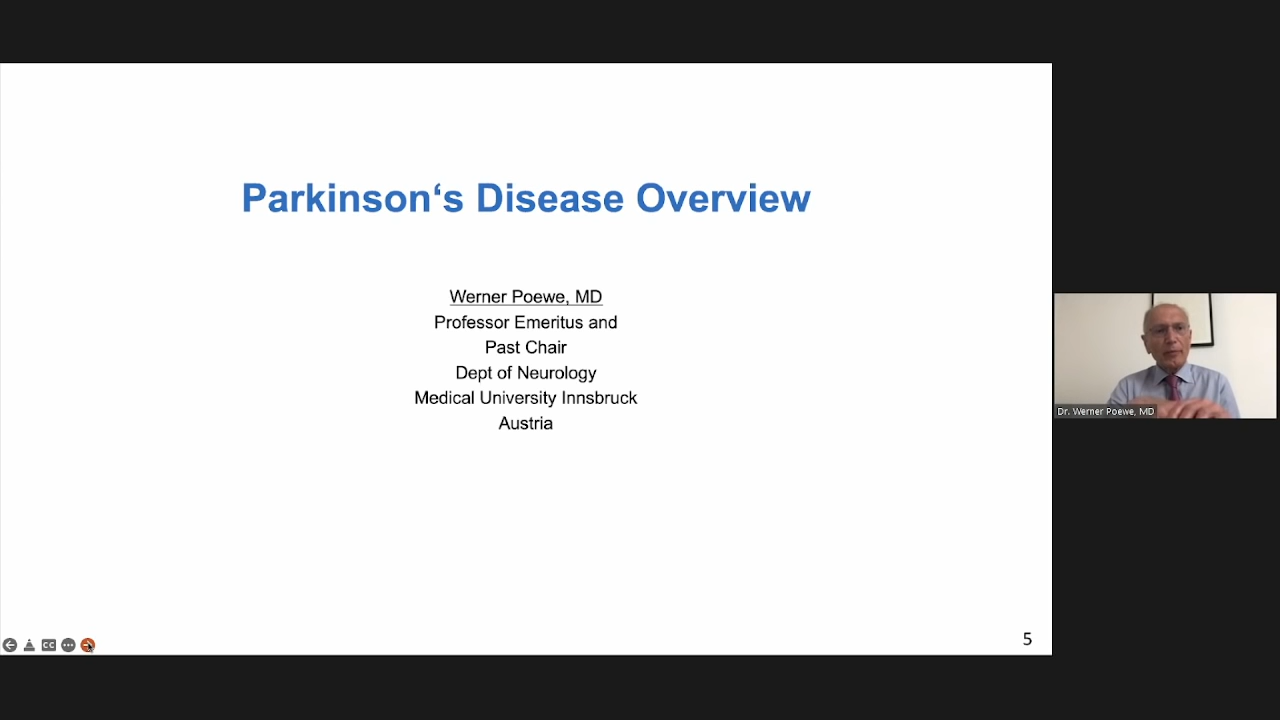 Parkinson‘s Disease Overview
Werner Poewe, MD
Professor Emeritus and
Past Chair
Dept of Neurology
Medical University Innsbruck
Austria
Dr. Werner Poewe, MD
CC
5